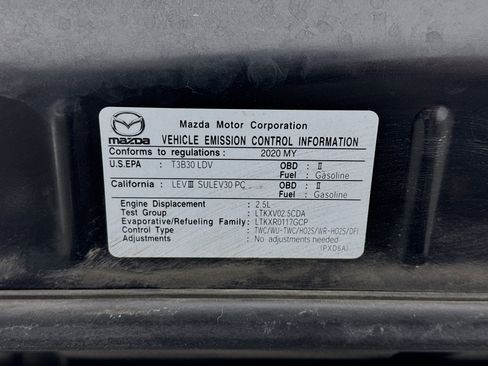 Mazda Motor Corporation
mazda VEHICLE EMISSION CONTROL INFORMATION
Conforms to regulations: 2020 MY
U.S.EPA : T3B30 LDV OBD : II
Fuel : Gasoline
California : LEVIII SULEV30 PC OBD : II
Fuel : Gasoline
Engine Displacement : 2.5L
Test Group : LTKXV02.5CDA
Evaporative/Refueling Family: LTKXR0117GCP
Control Type : TWC/WU-TWC/HO2S/WR-HO2S/DFI
Adjustments : No adjustments needed
(PXD6A)